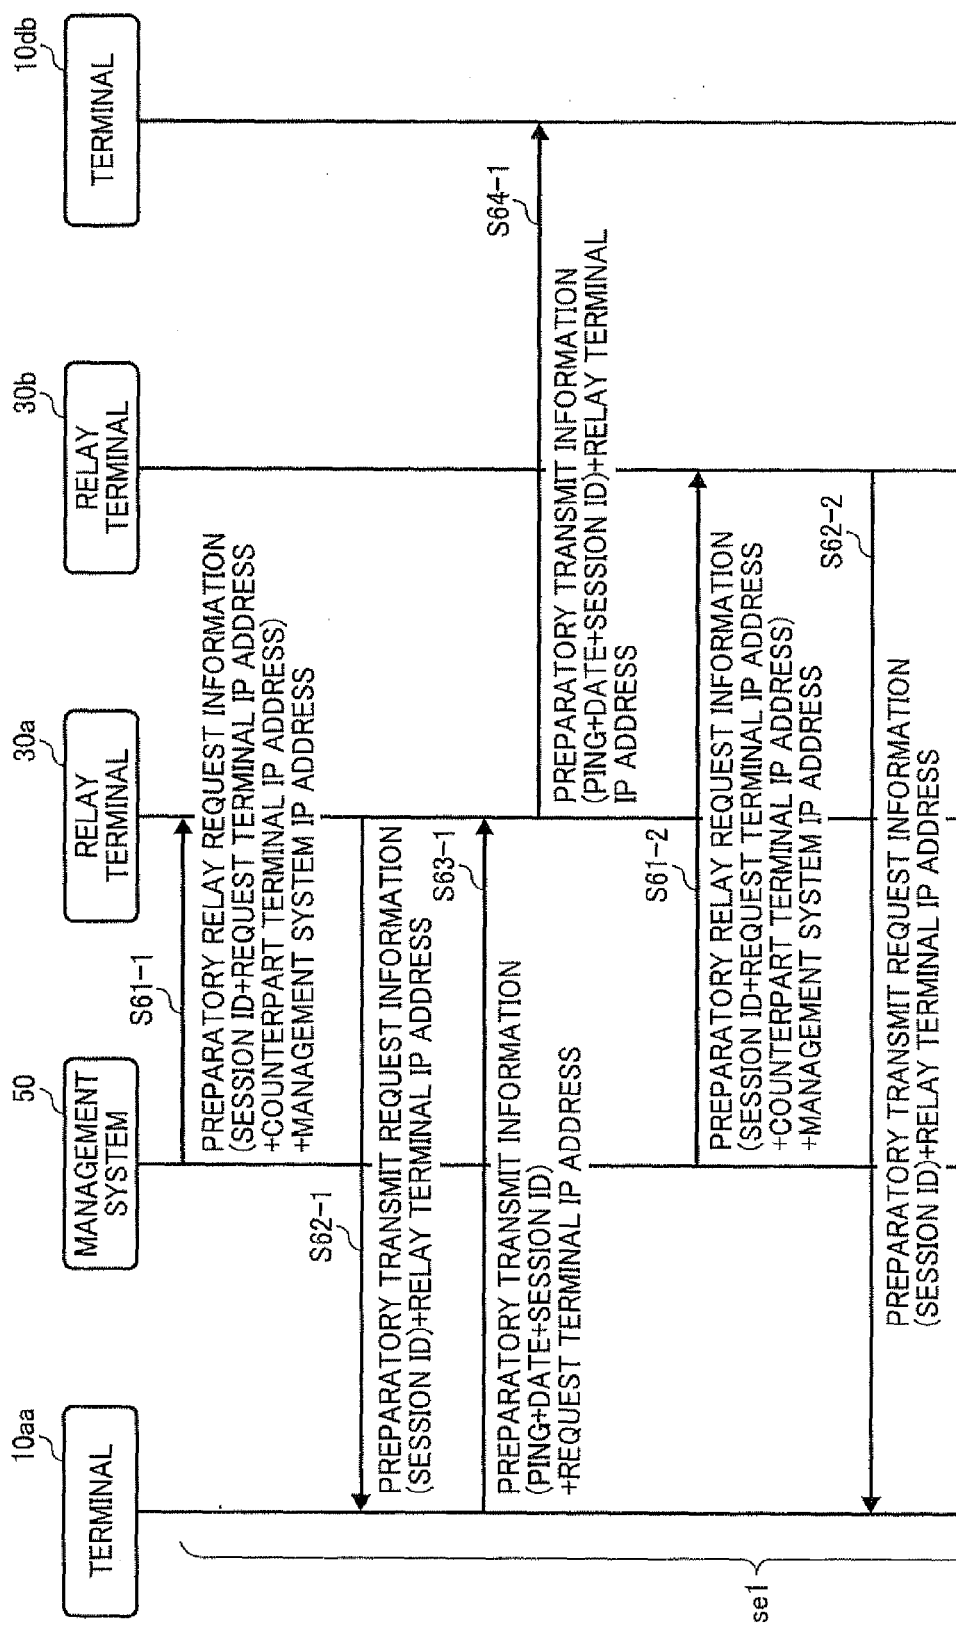 10aa
TERMINAL
50
MANAGEMENT
SYSTEM
30a
RELAY
TERMINAL
30b
RELAY
TERMINAL
10db
TERMINAL
S61-1
PREPARATORY RELAY REQUEST INFORMATION
(SESSION ID+REQUEST TERMINAL IP ADDRESS
+COUNTERPART TERMINAL IP ADDRESS)
+MANAGEMENT SYSTEM IP ADDRESS
S62-1
PREPARATORY TRANSMIT REQUEST INFORMATION
(SESSION ID)+RELAY TERMINAL IP ADDRESS
S63-1
PREPARATORY TRANSMIT INFORMATION
(PING+DATE+SESSION ID)
+REQUEST TERMINAL IP ADDRESS
S64-1
PREPARATORY TRANSMIT INFORMATION
(PING+DATE+SESSION ID)+RELAY TERMINAL
IP ADDRESS
S61-2
PREPARATORY RELAY REQUEST INFORMATION
(SESSION ID+REQUEST TERMINAL IP ADDRESS
+COUNTERPART TERMINAL IP ADDRESS)
+MANAGEMENT SYSTEM IP ADDRESS
S62-2
PREPARATORY TRANSMIT REQUEST INFORMATION
(SESSION ID)+RELAY TERMINAL IP ADDRESS
se1